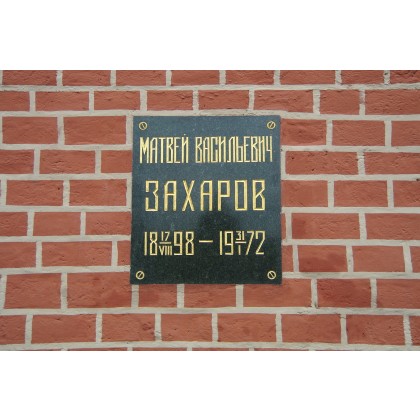 МАТВЕЙ ВАСИЛЬЕВИЧ
ЗАХАРОВ
18 17/VIII 98 – 19 31/I 72